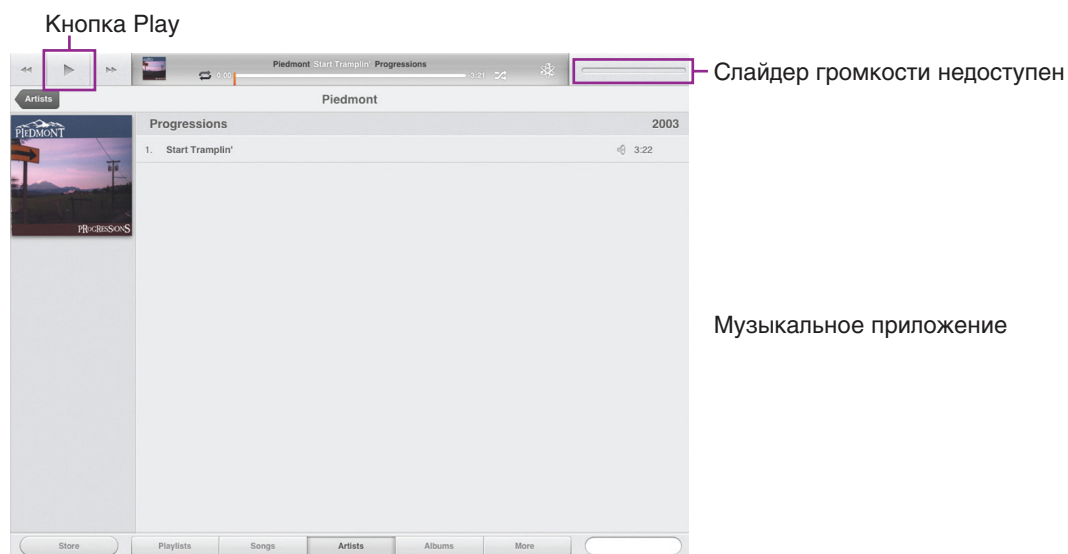 Кнопка Play
Piedmont Start Tramplin' Progressions
0:00 -3:21
Слайдер громкости недоступен
Artists Piedmont
PIEDMONT
PROGRESSIONS
Progressions 2003
1. Start Tramplin' 3:22
Музыкальное приложение
Store Playlists Songs Artists Albums More